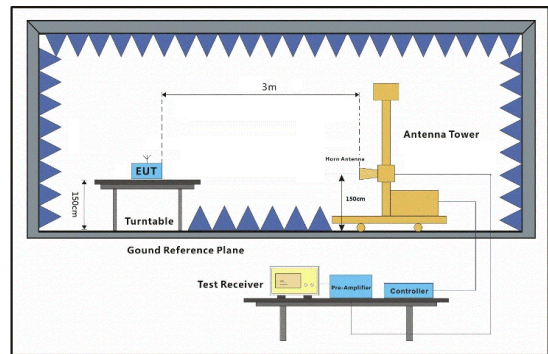 3m
Antenna Tower
Horn Antenna
EUT
150cm
150cm
Turntable
Gound Reference Plane
Test Receiver
Pre-Amplifier
Controller